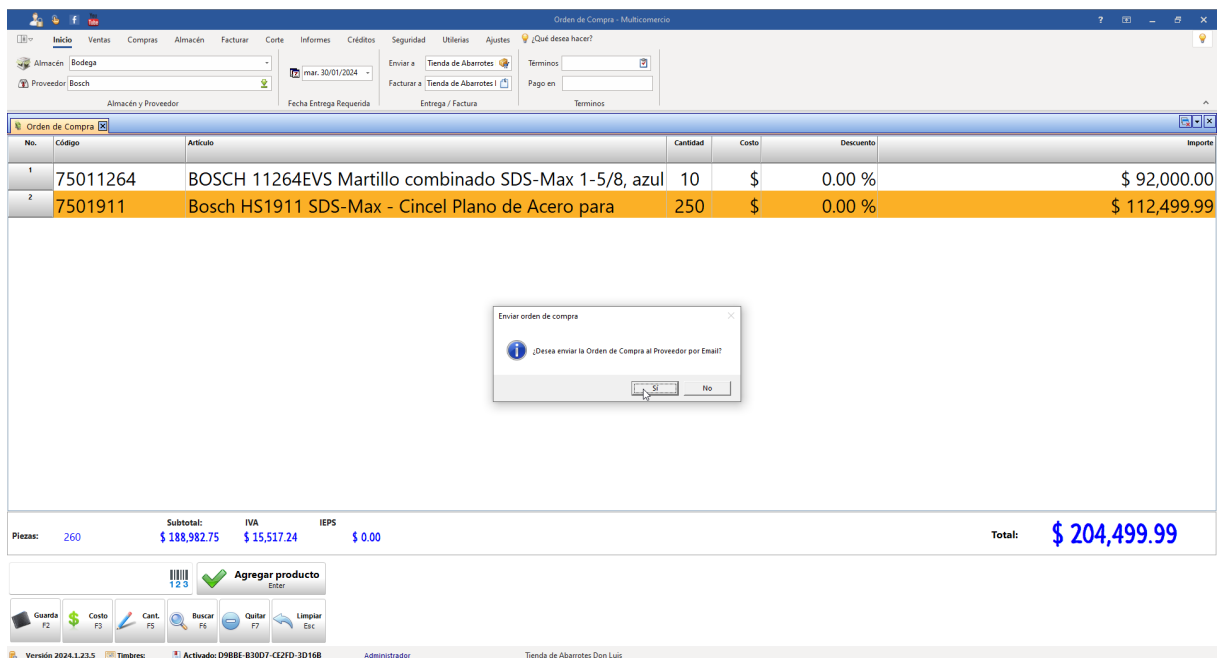 Tube
Orden de Compra - Multicomercio
Inicio Ventas Compras Almacén Facturar Corte Informes Créditos Seguridad Utilerias Ajustes ¿Qué desea hacer?
Almacén Bodega mar. 30/01/2024 Enviar a Tienda de Abarrotes Términos
Proveedor Bosch Facturar a Tienda de Abarrotes I Pago en
Almacén y Proveedor Fecha Entrega Requerida Entrega / Factura Terminos
Orden de Compra
No. Código Artículo Cantidad Costo Descuento Importe
1 75011264 BOSCH 11264EVS Martillo combinado SDS-Max 1-5/8, azul 10 $ 0.00 % $ 92,000.00
2 7501911 Bosch HS1911 SDS-Max - Cincel Plano de Acero para 250 $ 0.00 % $ 112,499.99
Enviar orden de compra
¿Desea enviar la Orden de Compra al Proveedor por Email?
Sí No
Subtotal: IVA IEPS
Piezas: 260 $ 188,982.75 $ 15,517.24 $ 0.00 Total: $ 204,499.99
123 Agregar producto
Enter
Guarda Costo Cant. Buscar Quitar Limpiar
F2 F3 F5 F6 F7 Esc
Versión 2024.1.23.5 Timbres: Activado: D9BBE-B30D7-CE2FD-3D16B Administrador Tienda de Abarrotes Don Luis